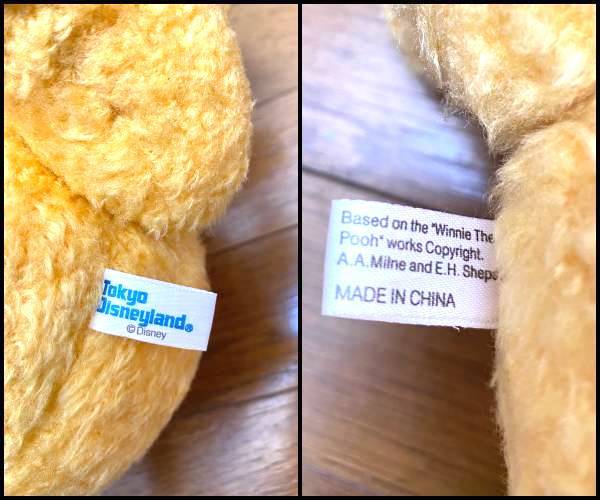 Tokyo
Disneyland®
© Disney
Based on the "Winnie The
Pooh" works Copyright.
A.A.Milne and E.H. Sheps
MADE IN CHINA